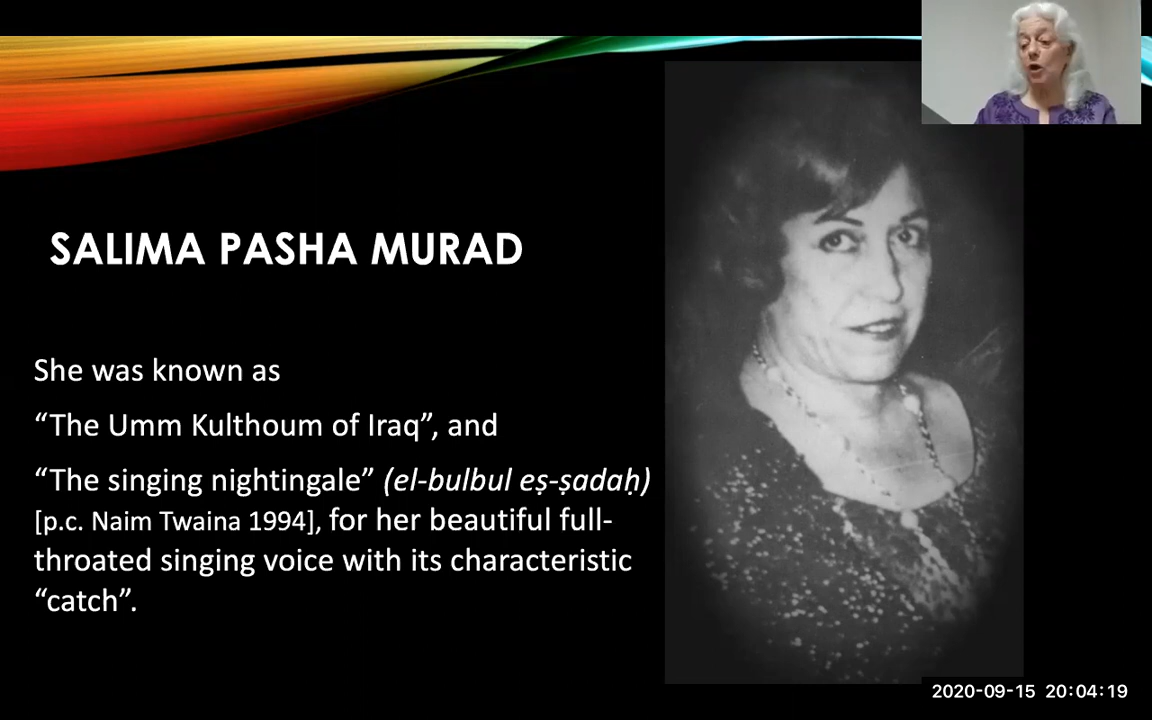 SALIMA PASHA MURAD
She was known as
“The Umm Kulthoum of Iraq”, and
“The singing nightingale” (el-bulbul eṣ-ṣadaḥ)
[p.c. Naim Twaina 1994], for her beautiful full-
throated singing voice with its characteristic
“catch”.
2020-09-15 20:04:19